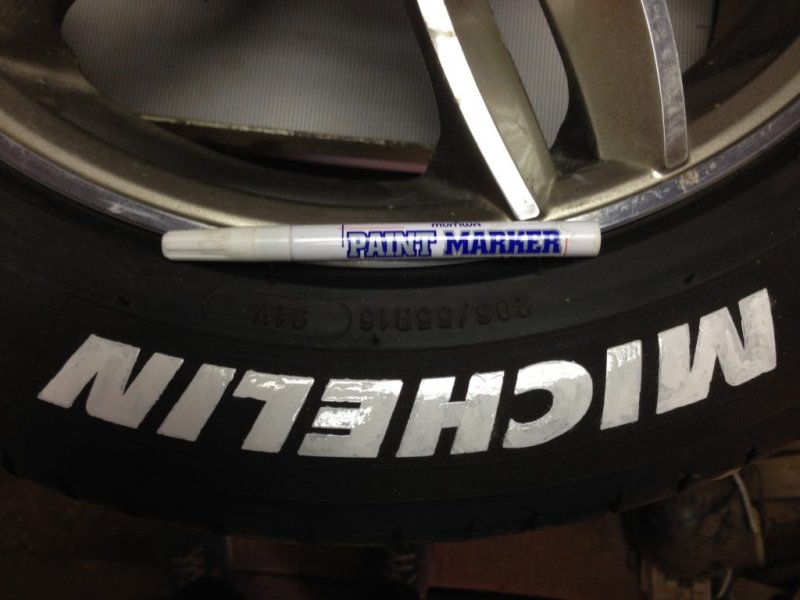 PAINT MARKER
205/55R16 91V
MICHELIN